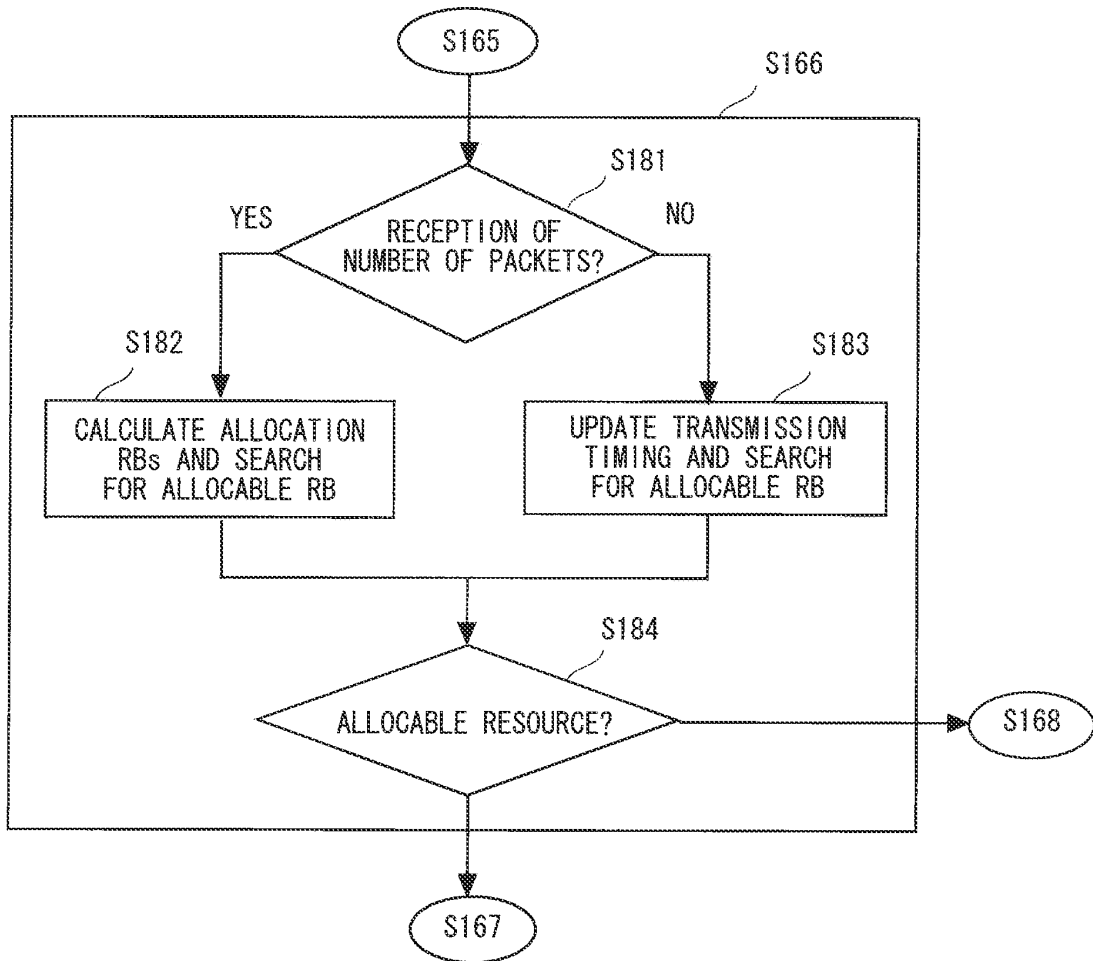 S165
S166
S181
YES
NO
RECEPTION OF
NUMBER OF PACKETS?
S182
S183
CALCULATE ALLOCATION
RBs AND SEARCH
FOR ALLOCABLE RB
UPDATE TRANSMISSION
TIMING AND SEARCH
FOR ALLOCABLE RB
S184
ALLOCABLE RESOURCE?
S168
S167